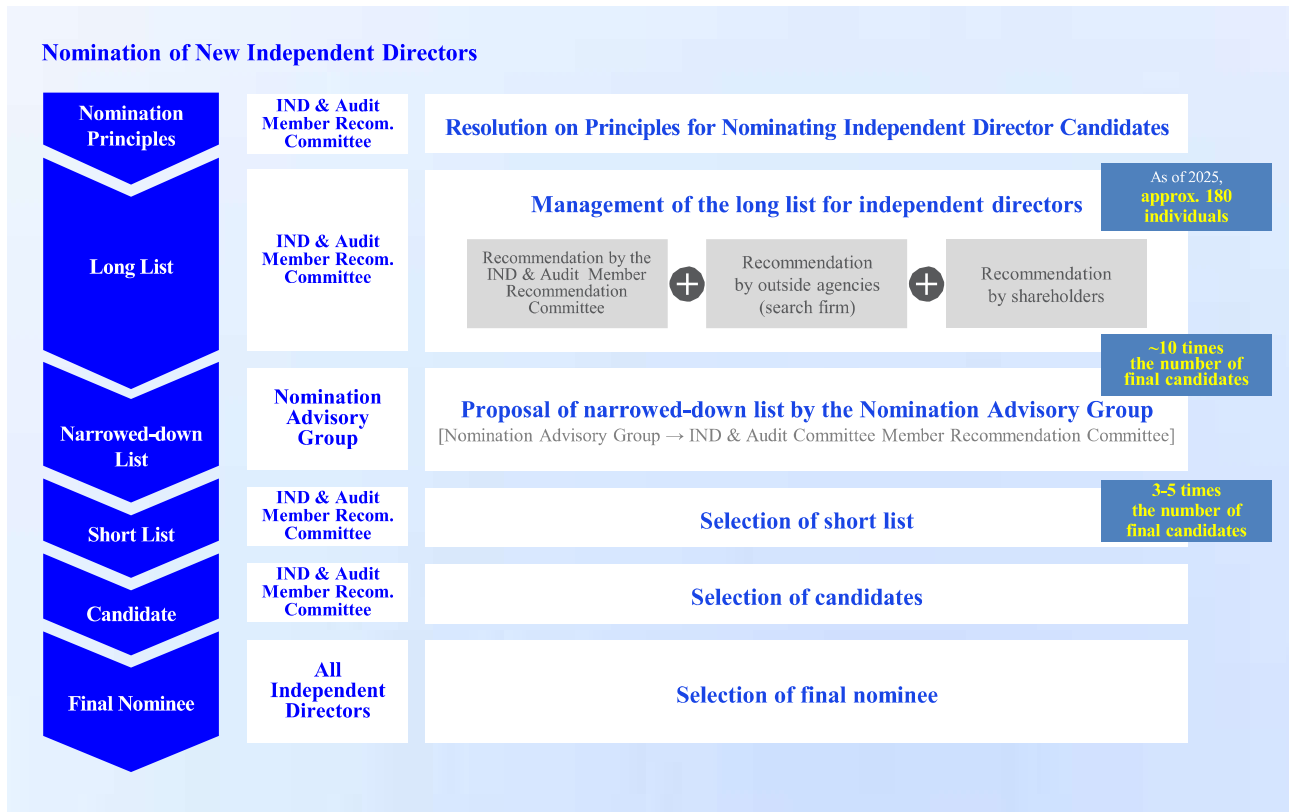 Nomination of New Independent Directors
Nomination
Principles
IND & Audit
Member Recom.
Committee
Resolution on Principles for Nominating Independent Director Candidates
Long List
IND & Audit
Member Recom.
Committee
Management of the long list for independent directors
As of 2025,
approx. 180
individuals
Recommendation by the
IND & Audit Member
Recommendation
Committee
Recommendation
by outside agencies
(search firm)
Recommendation
by shareholders
~10 times
the number of
final candidates
Narrowed-down
List
Nomination
Advisory
Group
Proposal of narrowed-down list by the Nomination Advisory Group
[Nomination Advisory Group → IND & Audit Committee Member Recommendation Committee]
Short List
IND & Audit
Member Recom.
Committee
Selection of short list
3-5 times
the number of
final candidates
Candidate
IND & Audit
Member Recom.
Committee
Selection of candidates
Final Nominee
All
Independent
Directors
Selection of final nominee